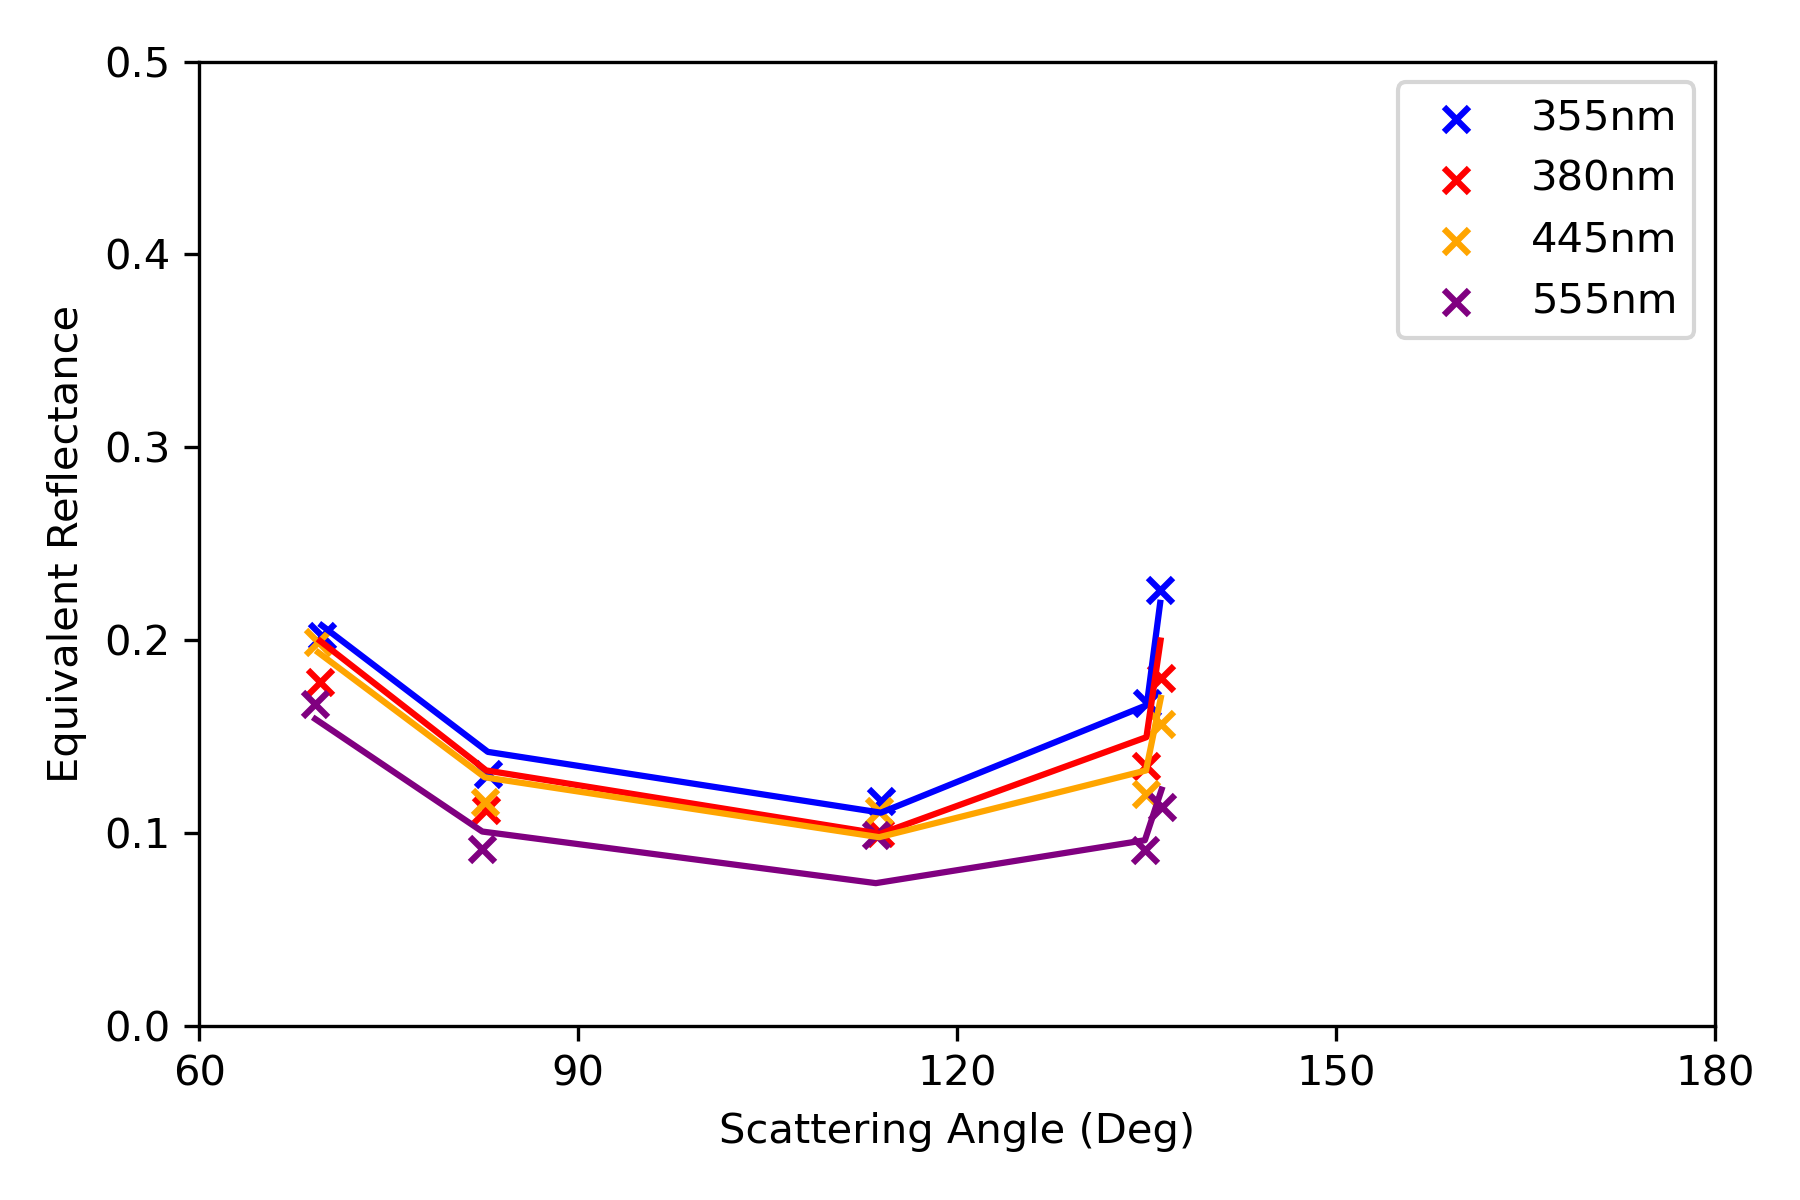 0.5
0.4
0.3
0.2
0.1
0.0
Equivalent Reflectance
60 90 120 150 180
Scattering Angle (Deg)
355nm
380nm
445nm
555nm